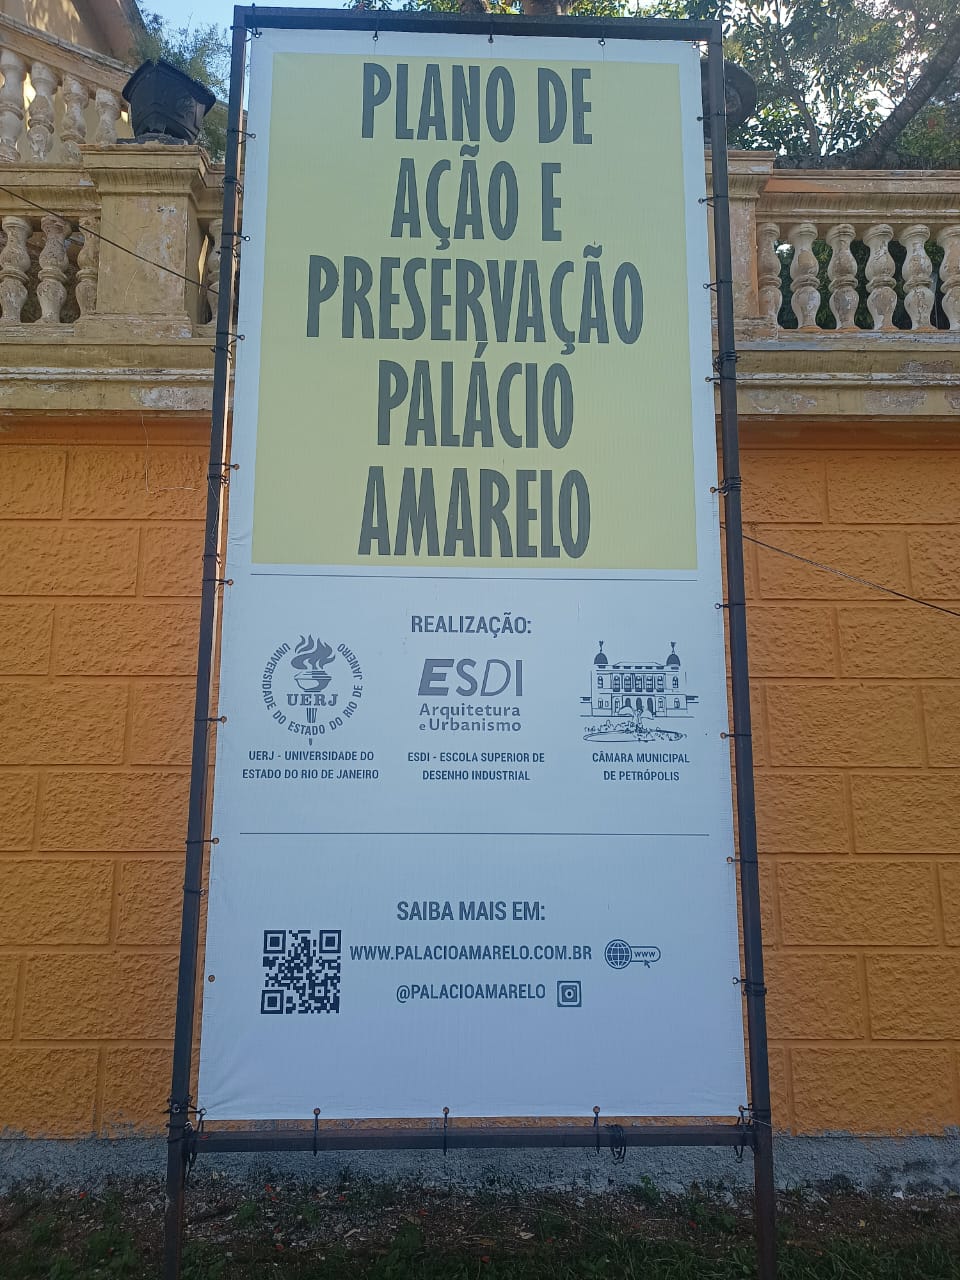 PLANO DE
AÇÃO E
PRESERVAÇÃO
PALÁCIO
AMARELO
REALIZAÇÃO:
UNIVERSIDADE DO ESTADO DO RIO DE JANEIRO
UERJ
UERJ - UNIVERSIDADE DO
ESTADO DO RIO DE JANEIRO
ESDI
Arquitetura
e Urbanismo
ESDI - ESCOLA SUPERIOR DE
DESENHO INDUSTRIAL
CÂMARA MUNICIPAL
DE PETRÓPOLIS
SAIBA MAIS EM:
WWW.PALACIOAMARELO.COM.BR
www
@PALACIOAMARELO